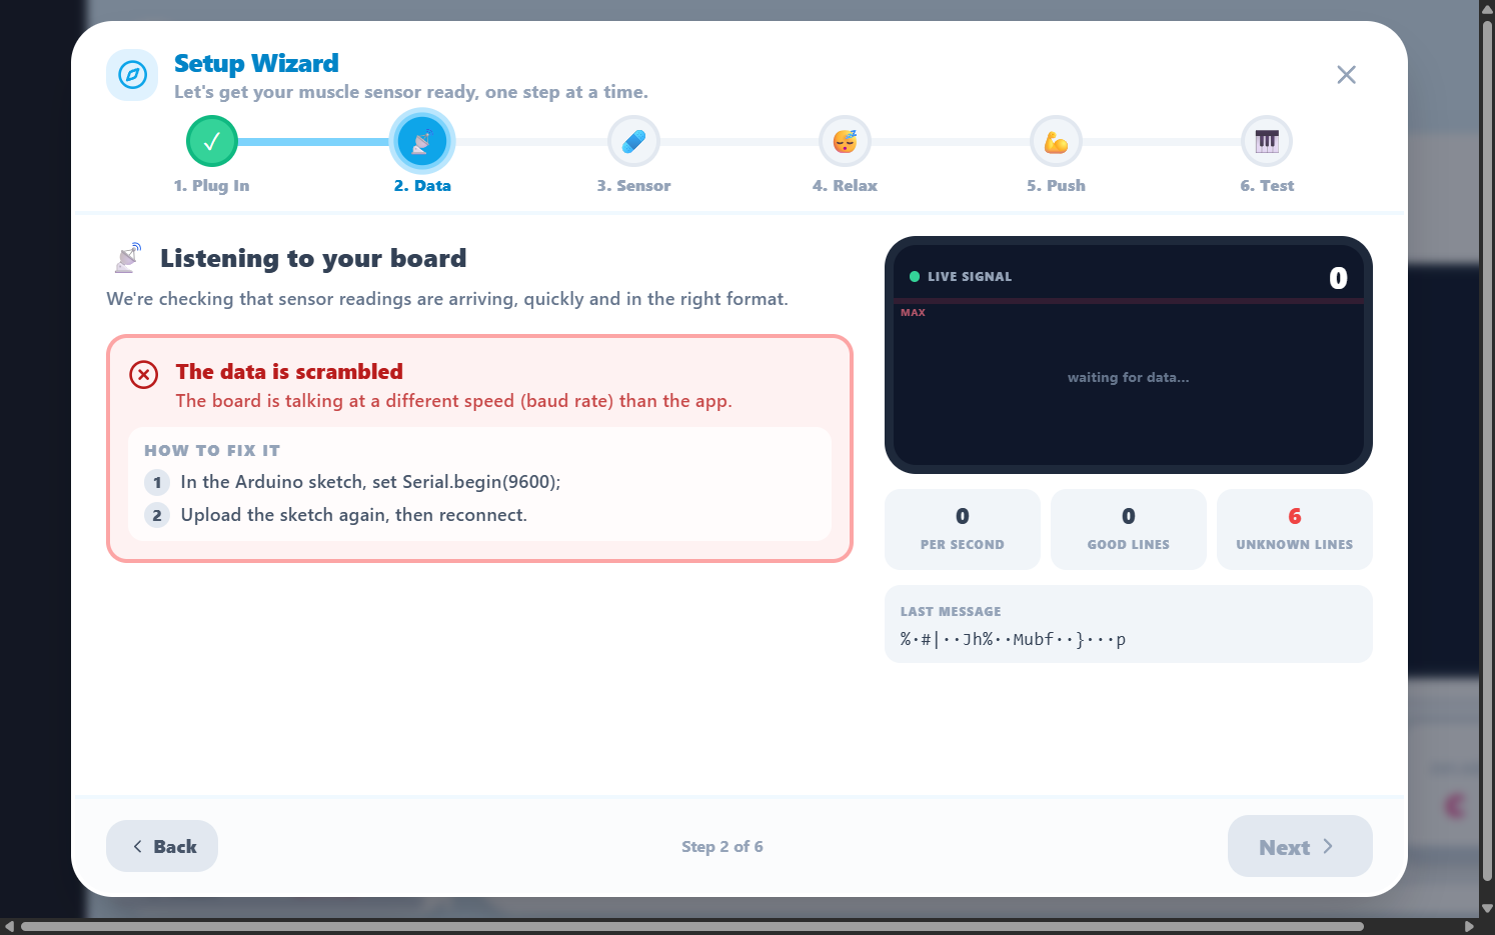 Setup Wizard
Let's get your muscle sensor ready, one step at a time.
1. Plug In
2. Data
3. Sensor
4. Relax
5. Push
6. Test
Listening to your board
We're checking that sensor readings are arriving, quickly and in the right format.
The data is scrambled
The board is talking at a different speed (baud rate) than the app.
HOW TO FIX IT
1 In the Arduino sketch, set Serial.begin(9600);
2 Upload the sketch again, then reconnect.
LIVE SIGNAL
0
MAX
waiting for data...
0
PER SECOND
0
GOOD LINES
6
UNKNOWN LINES
LAST MESSAGE
%·#|··Jh%··Mubf··}···p
Back
Step 2 of 6
Next